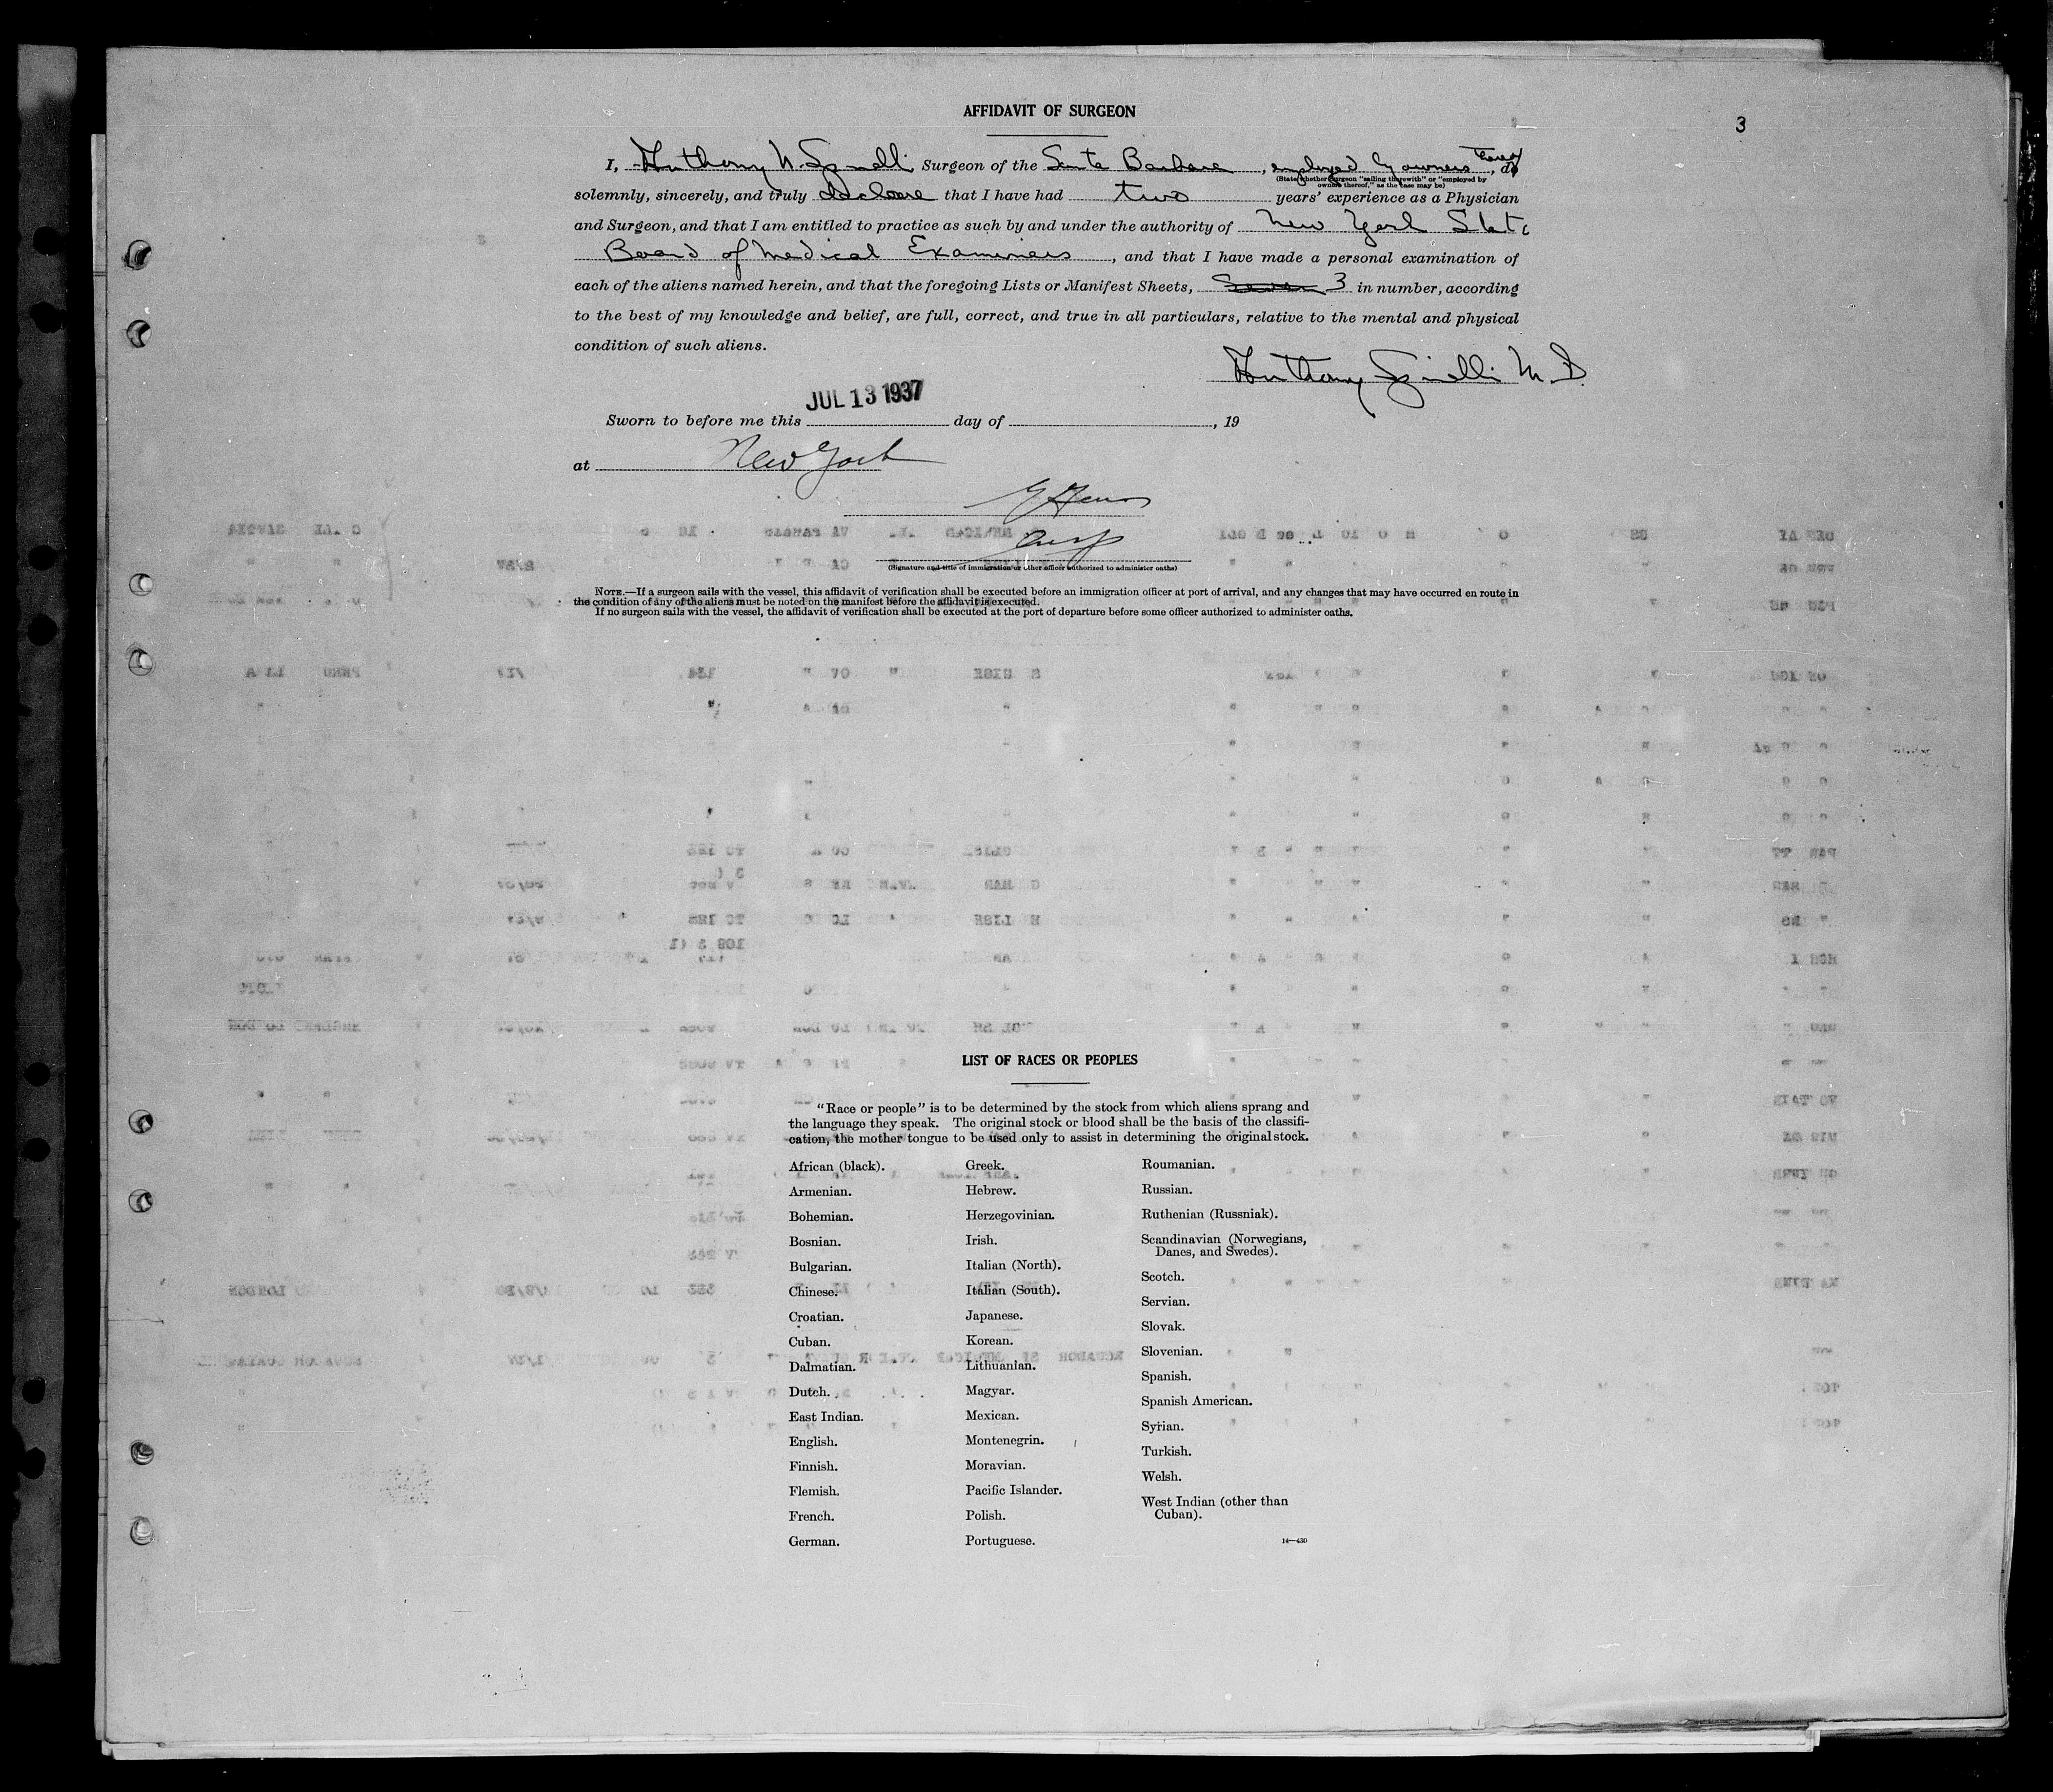 AFFIDAVIT OF SURGEON
3
I, Anthony N. Spinelli, Surgeon of the Santa Barbara, employed by owners thereof, do
(State whether surgeon "sailing therewith" or "employed by
owners thereof," as the case may be)
solemnly, sincerely, and truly declare that I have had two years' experience as a Physician
and Surgeon, and that I am entitled to practice as such by and under the authority of New York State
Board of Medical Examiners, and that I have made a personal examination of
each of the aliens named herein, and that the foregoing Lists or Manifest Sheets, Seven 3 in number, according
to the best of my knowledge and belief, are full, correct, and true in all particulars, relative to the mental and physical
condition of such aliens.
Anthony Spinelli M.D.
JUL 13 1937
Sworn to before me this day of , 19
at New York
(Signature and title of immigration or other officer authorized to administer oaths)
NOTE.—If a surgeon sails with the vessel, this affidavit of verification shall be executed before an immigration officer at port of arrival, and any changes that may have occurred en route in
the condition of any of the aliens must be noted on the manifest before the affidavit is executed.
If no surgeon sails with the vessel, the affidavit of verification shall be executed at the port of departure before some officer authorized to administer oaths.
LIST OF RACES OR PEOPLES
"Race or people" is to be determined by the stock from which aliens sprang and
the language they speak. The original stock or blood shall be the basis of the classifi-
cation, the mother tongue to be used only to assist in determining the original stock.
African (black).
Armenian.
Bohemian.
Bosnian.
Bulgarian.
Chinese.
Croatian.
Cuban.
Dalmatian.
Dutch.
East Indian.
English.
Finnish.
Flemish.
French.
German.
Greek.
Hebrew.
Herzegovinian.
Irish.
Italian (North).
Italian (South).
Japanese.
Korean.
Lithuanian.
Magyar.
Mexican.
Montenegrin.
Moravian.
Pacific Islander.
Polish.
Portuguese.
Roumanian.
Russian.
Ruthenian (Russniak).
Scandinavian (Norwegians,
Danes, and Swedes).
Scotch.
Servian.
Slovak.
Slovenian.
Spanish.
Spanish American.
Syrian.
Turkish.
Welsh.
West Indian (other than
Cuban).
14—430